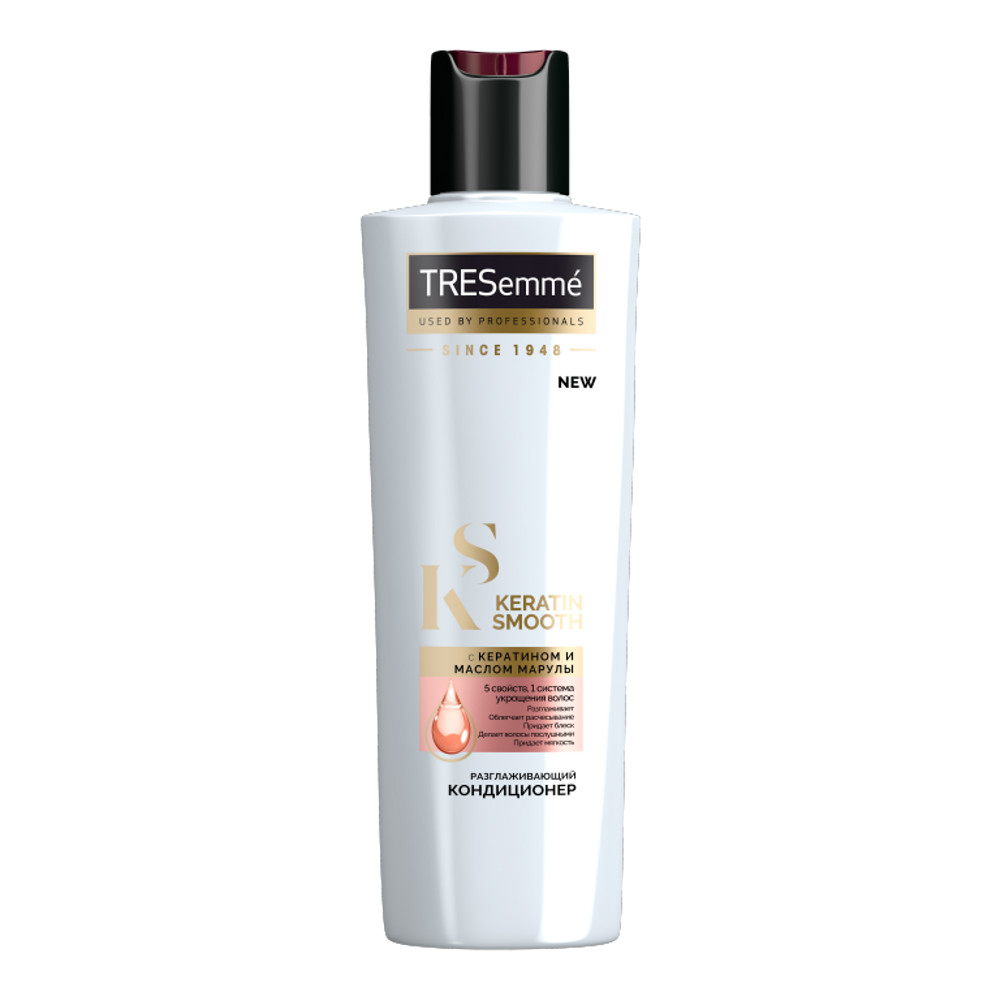 TRESemmé
USED BY PROFESSIONALS
SINCE 1948
NEW
KS
KERATIN
SMOOTH
с КЕРАТИНОМ И
МАСЛОМ МАРУЛЫ
5 свойств, 1 система
укрощения волос
Разглаживает
Облегчает расчесывание
Придает блеск
Делает волосы послушными
Придает мягкость
РАЗГЛАЖИВАЮЩИЙ
КОНДИЦИОНЕР